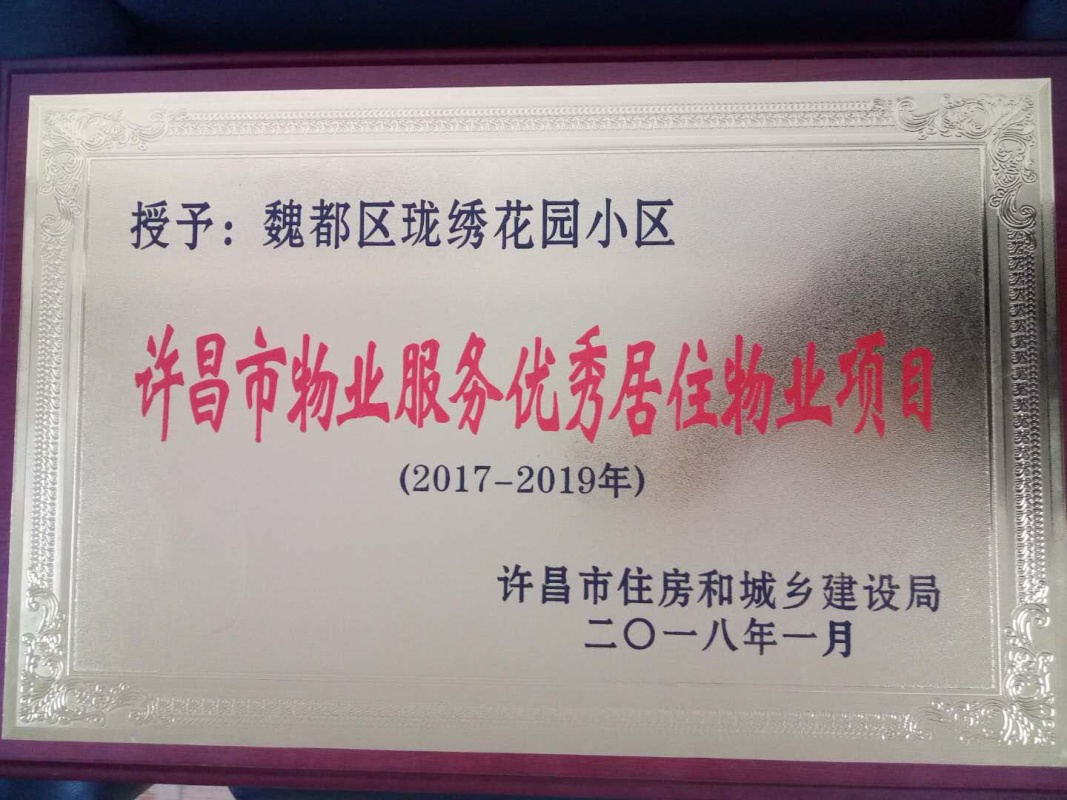 授予：魏都区珑绣花园小区
许昌市物业服务优秀居住物业项目
(2017-2019年)
许昌市住房和城乡建设局
二〇一八年一月